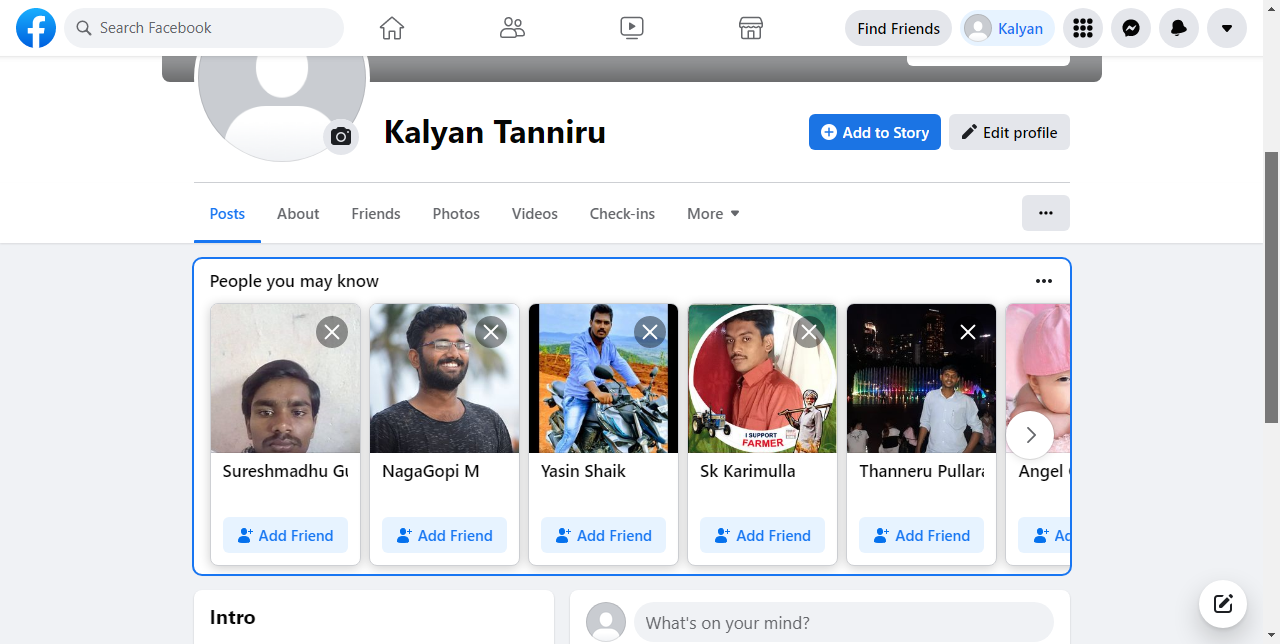 Search Facebook
Find Friends
Kalyan
Kalyan Tanniru
Add to Story
Edit profile
Posts
About
Friends
Photos
Videos
Check-ins
More
People you may know
I SUPPORT
FARMER
Sureshmadhu Gu
NagaGopi M
Yasin Shaik
Sk Karimulla
Thanneru Pullara
Angel
Add Friend
Add Friend
Add Friend
Add Friend
Add Friend
Ad
Intro
What's on your mind?